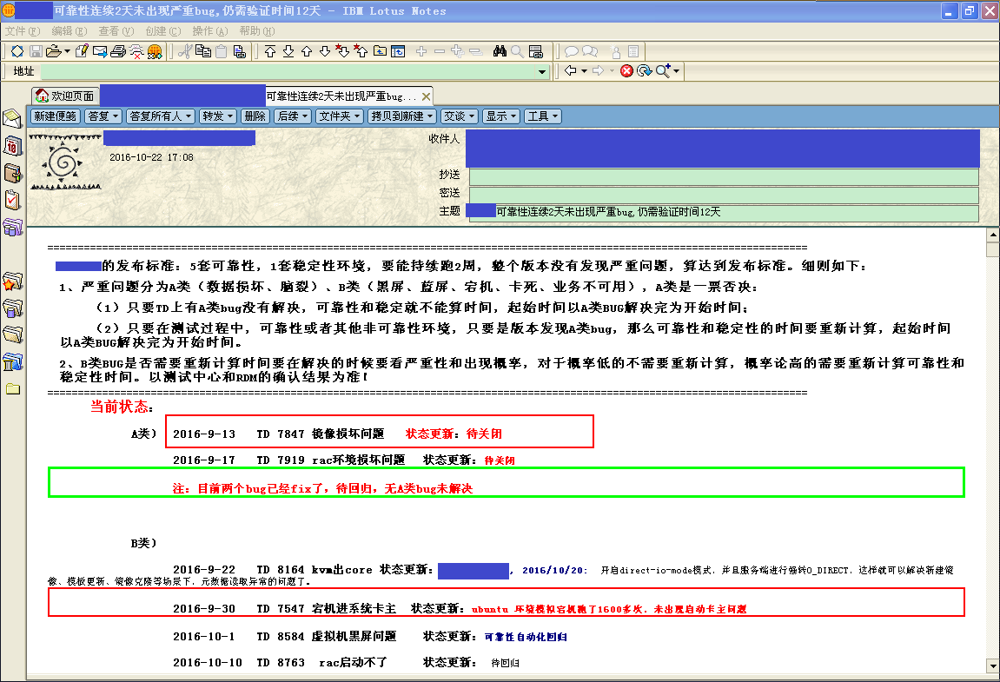 可靠性连续2天未出现严重bug,仍需验证时间12天 - IBM Lotus Notes
文件(F) 编辑(E) 查看(V) 创建(C) 操作(A) 帮助(H)
地址
欢迎页面 可靠性连续2天未出现严重bug...
新建便笺 答复 答复所有人 转发 删除 后续 文件夹 拷贝到新建 交谈 显示 工具
18
收件人
2016-10-22 17:08
抄送
密送
主题 可靠性连续2天未出现严重bug,仍需验证时间12天
的发布标准：5套可靠性，1套稳定性环境，要能持续跑2周，整个版本没有发现严重问题，算达到发布标准。细则如下：
1、严重问题分为A类（数据损坏、脑裂）、B类（黑屏、蓝屏、宕机、卡死、业务不可用），A类是一票否决：
（1）只要TD上有A类bug没有解决，可靠性和稳定就不能算时间，起始时间以A类BUG解决完为开始时间；
（2）只要在测试过程中，可靠性或者其他非可靠性环境，只要是版本发现A类bug，那么可靠性和稳定性的时间要重新计算，起始时间
以A类BUG解决完为开始时间。
2、B类BUG是否需要重新计算时间要在解决的时候要看严重性和出现概率，对于概率低的不需要重新计算，概率论高的需要重新计算可靠性和
稳定性时间。以测试中心和RDM的确认结果为准！
当前状态：
A类） 2016-9-13 TD 7847 镜像损坏问题 状态更新：待关闭
2016-9-17 TD 7919 rac环境损坏问题 状态更新：待关闭
注：目前两个bug已经fix了，待回归，无A类bug未解决
B类）
2016-9-22 TD 8164 kvm出core 状态更新： ，2016/10/20： 开启direct-io-mode模式，并且服务端进行强转O_DIRECT，这样就可以解决新建镜
像、模板更新、镜像克隆等场景下，元数据读取异常的问题了。
2016-9-30 TD 7547 宕机进系统卡主 状态更新：ubuntu 环境模拟宕机跑了1600多次，未出现启动卡主问题
2016-10-1 TD 8584 虚拟机黑屏问题 状态更新：可靠性自动化回归
2016-10-10 TD 8763 rac启动不了 状态更新： 待回归